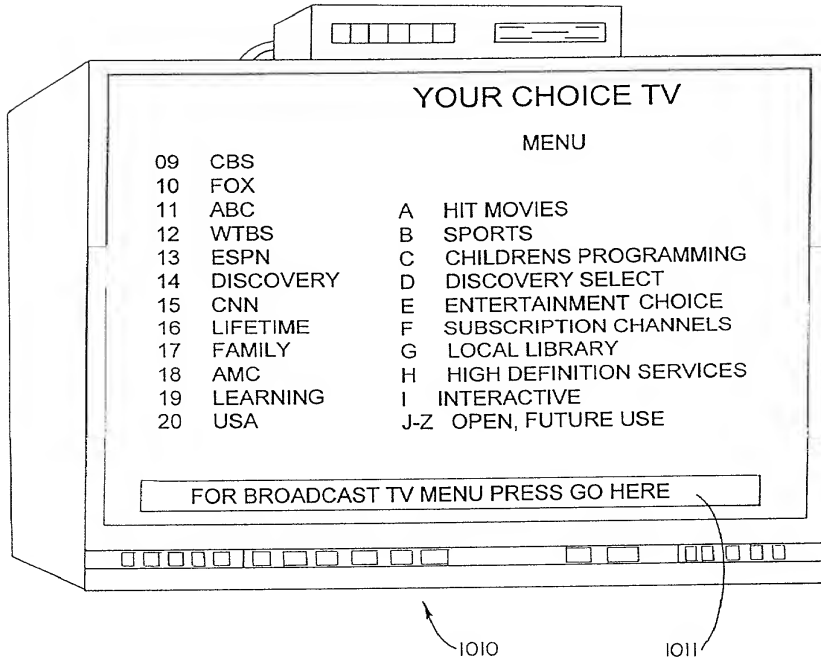 YOUR CHOICE TV
MENU
09 CBS
10 FOX
11 ABC A HIT MOVIES
12 WTBS B SPORTS
13 ESPN C CHILDRENS PROGRAMMING
14 DISCOVERY D DISCOVERY SELECT
15 CNN E ENTERTAINMENT CHOICE
16 LIFETIME F SUBSCRIPTION CHANNELS
17 FAMILY G LOCAL LIBRARY
18 AMC H HIGH DEFINITION SERVICES
19 LEARNING I INTERACTIVE
20 USA J-Z OPEN, FUTURE USE
FOR BROADCAST TV MENU PRESS GO HERE
1010 1011